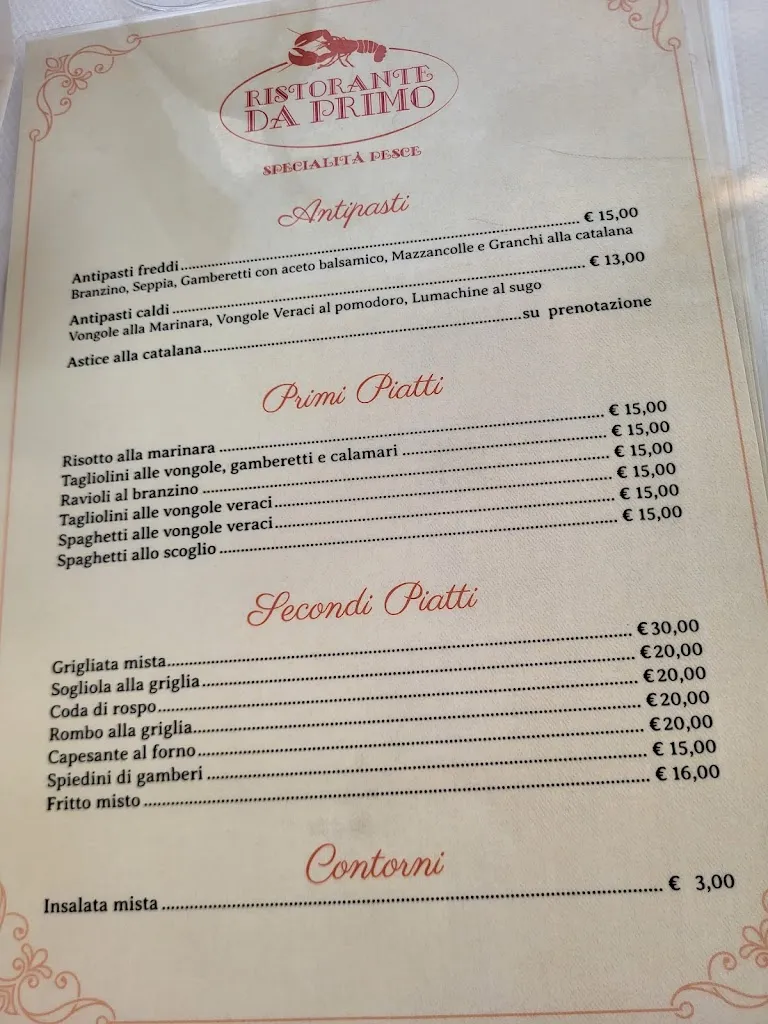 RISTORANTE
DA PRIMO
SPECIALITÀ PESCE
Antipasti
Antipasti freddi........................ € 15,00
Branzino, Seppia, Gamberetti con aceto balsamico, Mazzancolle e Granchi alla catalana
Antipasti caldi........................ € 13,00
Vongole alla Marinara, Vongole Veraci al pomodoro, Lumachine al sugo
Astice alla catalana........................su prenotazione
Primi Piatti
Risotto alla marinara ........................ € 15,00
Tagliolini alle vongole, gamberetti e calamari ........................ € 15,00
Ravioli al branzino ........................ € 15,00
Tagliolini alle vongole veraci........................ € 15,00
Spaghetti alle vongole veraci........................ € 15,00
Spaghetti allo scoglio ........................ € 15,00
Secondi Piatti
Grigliata mista........................ €30,00
Sogliola alla griglia........................ €20,00
Coda di rospo........................ €20,00
Rombo alla griglia........................ €20,00
Capesante al forno........................ €20,00
Spiedini di gamberi ........................ € 15,00
Fritto misto ........................ € 16,00
Contorni
Insalata mista ........................ € 3,00